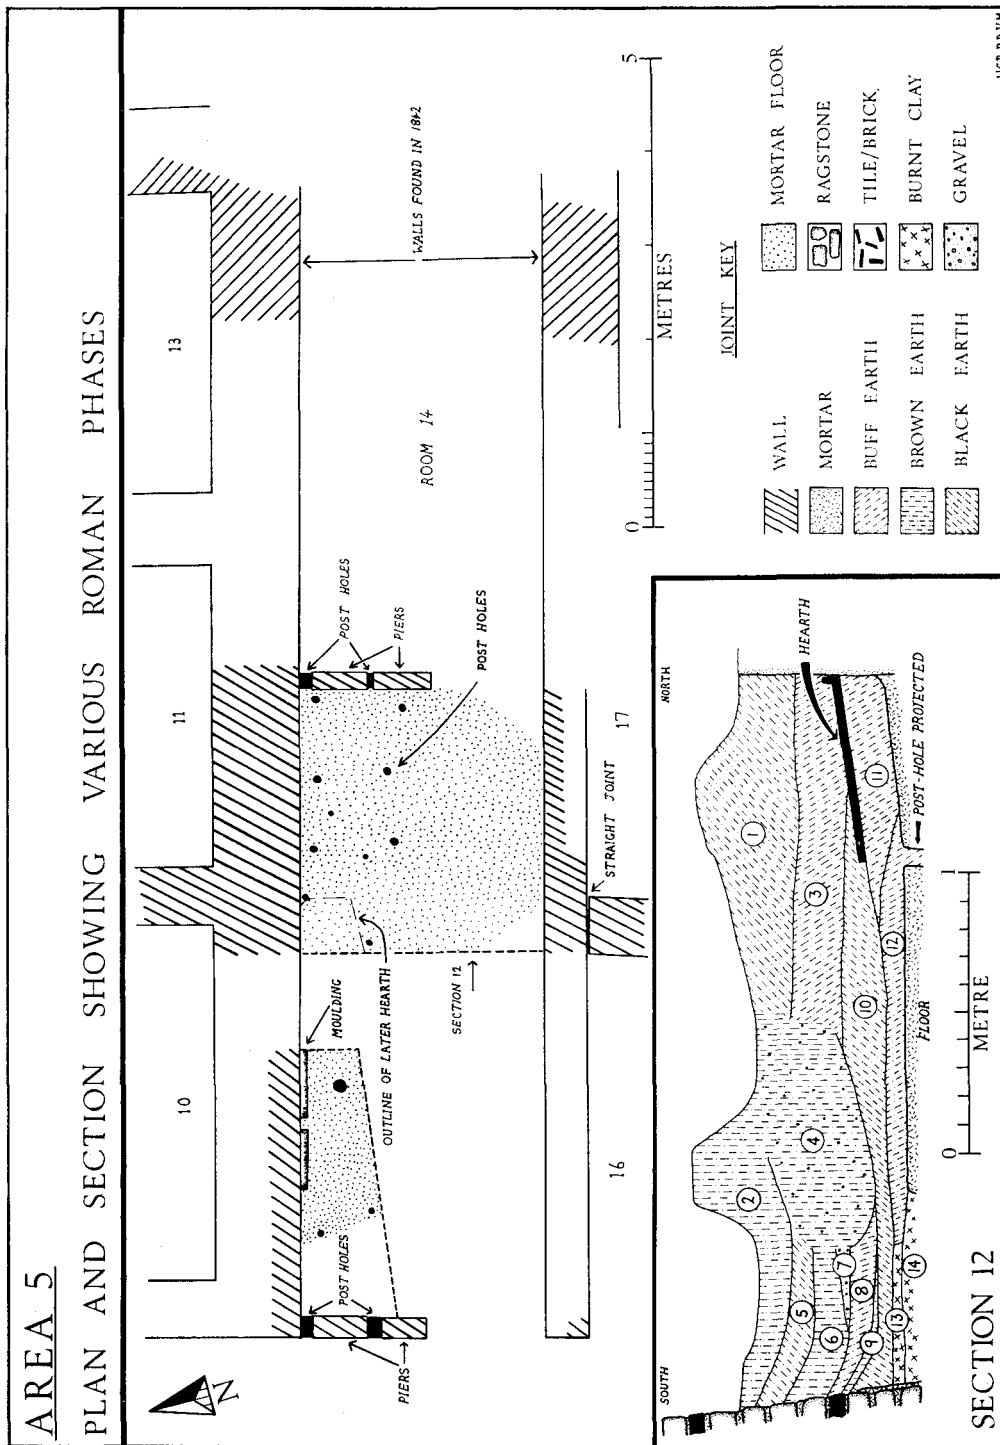 AREA 5
PLAN AND SECTION SHOWING VARIOUS ROMAN PHASES
N
10
11
13
MOULDING
POST HOLES
PIERS
OUTLINE OF LATER HEARTH
SECTION 12
POST HOLES
PIERS
POST HOLES
STRAIGHT JOINT
ROOM 14
WALLS FOUND IN 1842
16
17
0
5
METRES
JOINT KEY
WALL
MORTAR
BUFF EARTH
BROWN EARTH
BLACK EARTH
MORTAR FLOOR
RAGSTONE
TILE/BRICK
BURNT CLAY
GRAVEL
SOUTH
NORTH
HEARTH
1
2
3
4
5
6
7
8
9
10
11
12
13
14
FLOOR
POST-HOLE PROJECTED
0
1
METRE
SECTION 12